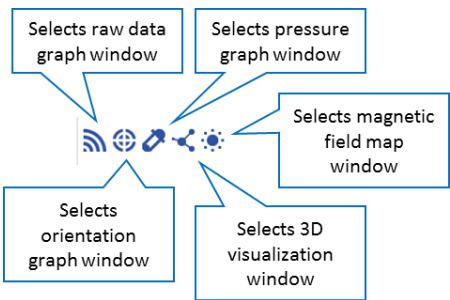 Selects raw data
graph window
Selects pressure
graph window
Selects magnetic
field map
window
Selects
orientation
graph window
Selects 3D
visualization
window